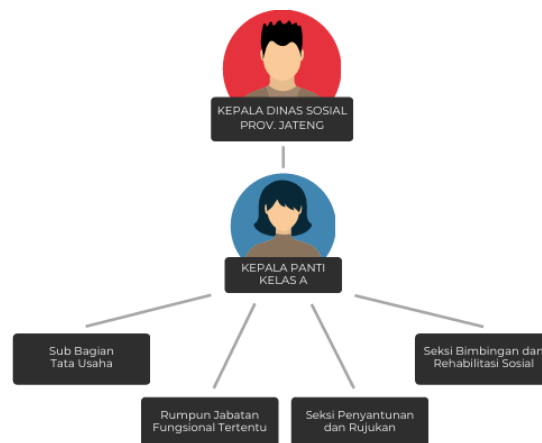 KEPALA DINAS SOSIAL
PROV. JATENG
KEPALA PANTI
KELAS A
Sub Bagian
Tata Usaha
Seksi Bimbingan dan
Rehabilitasi Sosial
Rumpun Jabatan
Fungsional Tertentu
Seksi Penyantunan
dan Rujukan